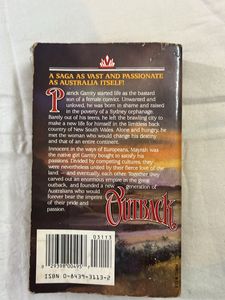 A SAGA AS VAST AND PASSIONATE
AS AUSTRALIA ITSELF!
Patrick Garrity started life as the bastard
son of a female convict. Unwanted and
unloved, he was born in shame and raised
in the poverty of a Sydney orphanage.
Barely out of his teens, he left the brawling city to
make a new life for himself in the limitless back
country of New South Wales. Alone and hungry, he
met the woman who would change his destiny
and that of an entire continent.
Innocent in the ways of Europeans, Mayrah was
the native girl Garrity bought to satisfy his
passions. Divided by competing cultures, they
were nevertheless united by their fierce love of the
land — and eventually, each other. Together they
carved out an enormous empire in the great
outback, and founded a new generation of
Australians who would
forever bear the imprint
of their pride and
passion.
OUTBACK
03113
ISBN 0-8439-3113-2